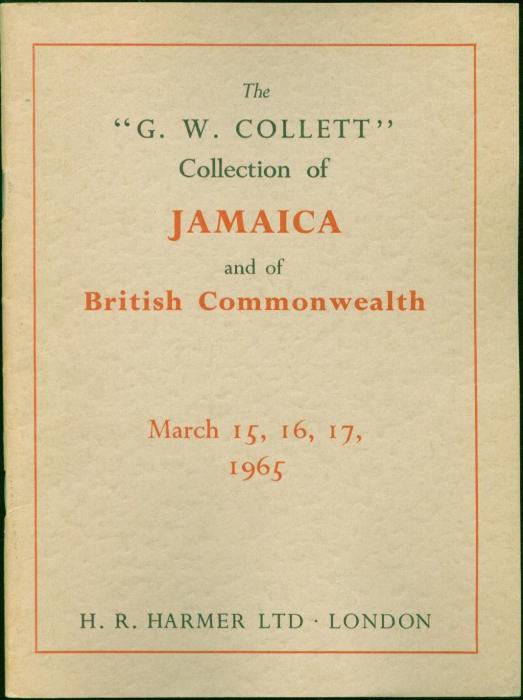 The
“G. W. COLLETT”
Collection of
JAMAICA
and of
British Commonwealth
March 15, 16, 17,
1965
H. R. HARMER LTD · LONDON